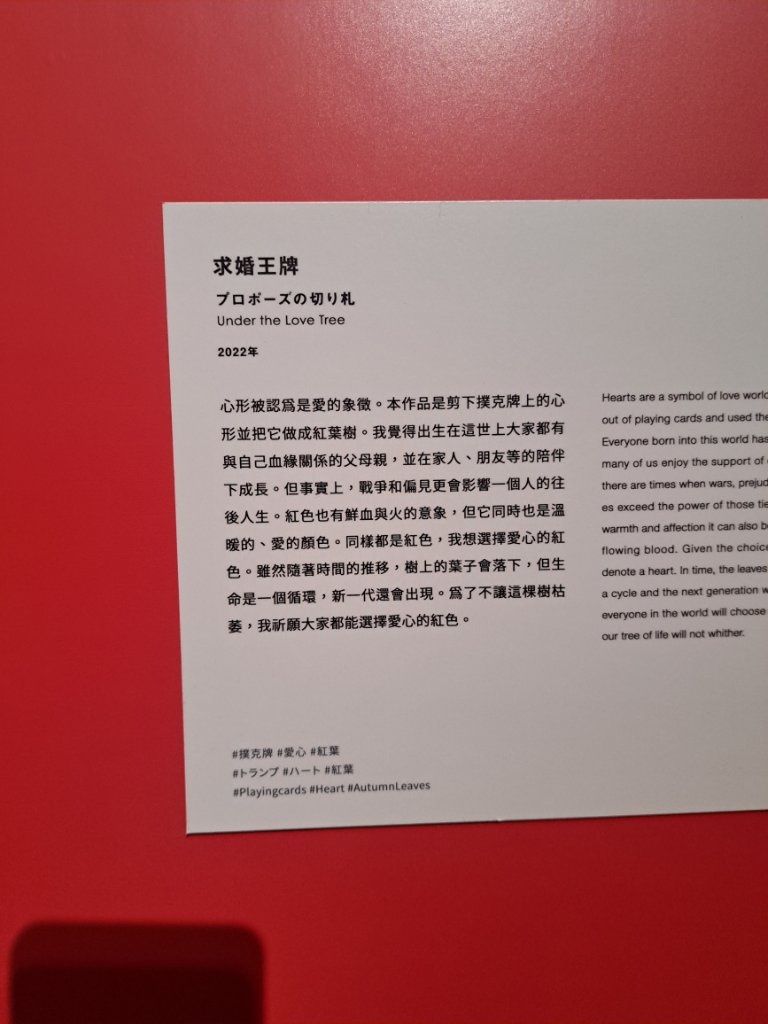 求婚王牌
プロポーズの切り札
Under the Love Tree
2022年
心形被認爲是愛的象徵。本作品是剪下撲克牌上的心
形並把它做成紅葉樹。我覺得出生在這世上大家都有
與自己血緣關係的父母親，並在家人、朋友等的陪伴
下成長。但事實上，戰爭和偏見更會影響一個人的往
後人生。紅色也有鮮血與火的意象，但它同時也是溫
暖的、愛的顏色。同樣都是紅色，我想選擇愛心的紅
色。雖然隨著時間的推移，樹上的葉子會落下，但生
命是一個循環，新一代還會出現。爲了不讓這棵樹枯
萎，我祈願大家都能選擇愛心的紅色。
Hearts are a symbol of love
out of playing cards and used
Everyone born into this world has
many of us enjoy the support of
there are times when wars,
es exceed the power of those
warmth and affection it can also
flowing blood. Given the
denote a heart. In time, the leaves
a cycle and the next generation
everyone in the world will choose
our tree of life will not whither.
#撲克牌 #愛心 #紅葉
#トランプ #ハート #紅葉
#Playingcards #Heart #AutumnLeaves